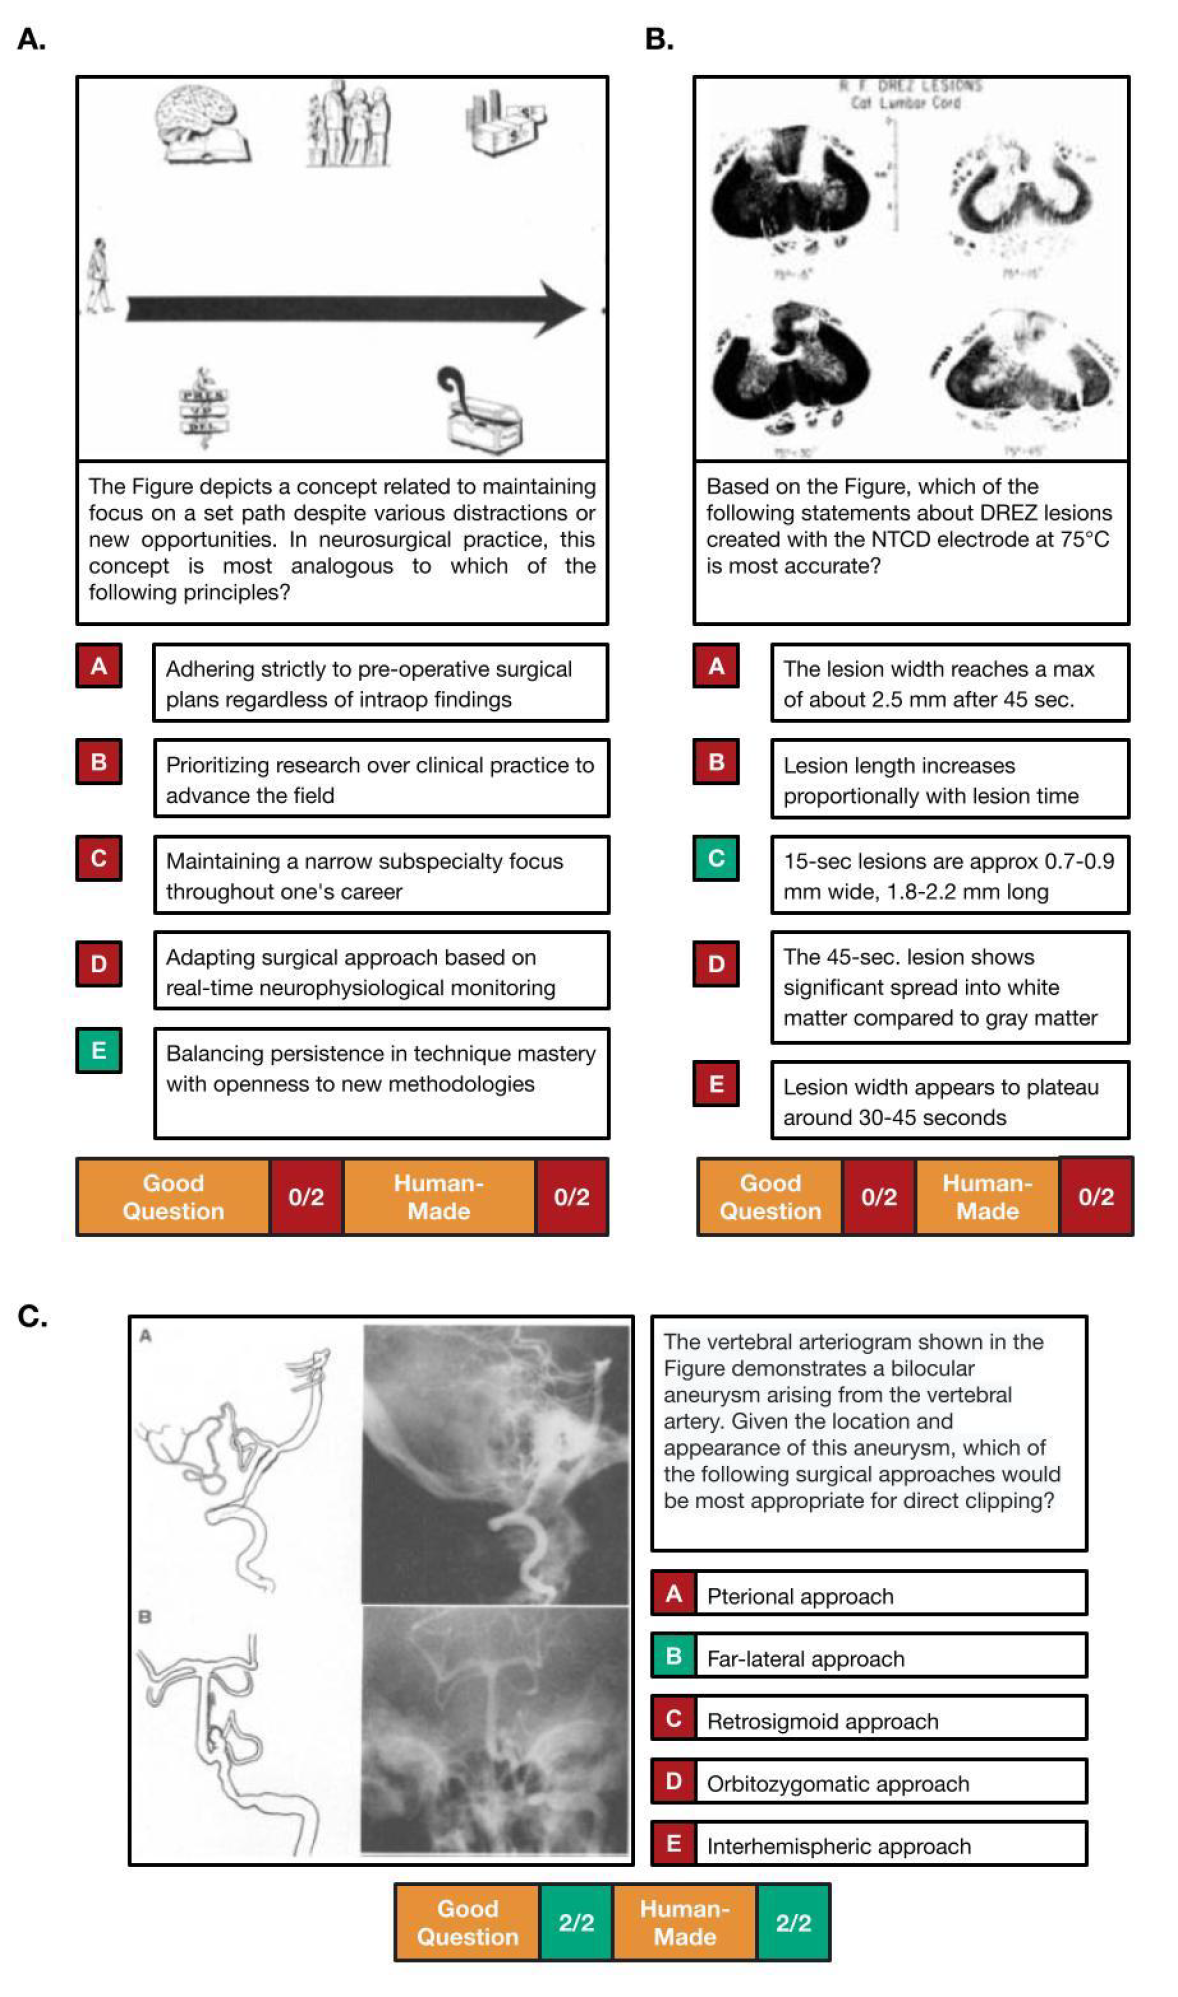 A.
B.
R F DREZ LESIONS
Cat Lumbar Cord
PRES
VP
DEL
The Figure depicts a concept related to maintaining
focus on a set path despite various distractions or
new opportunities. In neurosurgical practice, this
concept is most analogous to which of the
following principles?
A
Adhering strictly to pre-operative surgical
plans regardless of intraop findings
B
Prioritizing research over clinical practice to
advance the field
C
Maintaining a narrow subspecialty focus
throughout one's career
D
Adapting surgical approach based on
real-time neurophysiological monitoring
E
Balancing persistence in technique mastery
with openness to new methodologies
Good
Question
0/2
Human-
Made
0/2
Based on the Figure, which of the
following statements about DREZ lesions
created with the NTCD electrode at 75°C
is most accurate?
A
The lesion width reaches a max
of about 2.5 mm after 45 sec.
B
Lesion length increases
proportionally with lesion time
C
15-sec lesions are approx 0.7-0.9
mm wide, 1.8-2.2 mm long
D
The 45-sec. lesion shows
significant spread into white
matter compared to gray matter
E
Lesion width appears to plateau
around 30-45 seconds
Good
Question
0/2
Human-
Made
0/2
C.
A
B
The vertebral arteriogram shown in the
Figure demonstrates a bilocular
aneurysm arising from the vertebral
artery. Given the location and
appearance of this aneurysm, which of
the following surgical approaches would
be most appropriate for direct clipping?
A
Pterional approach
B
Far-lateral approach
C
Retrosigmoid approach
D
Orbitozygomatic approach
E
Interhemispheric approach
Good
Question
2/2
Human-
Made
2/2